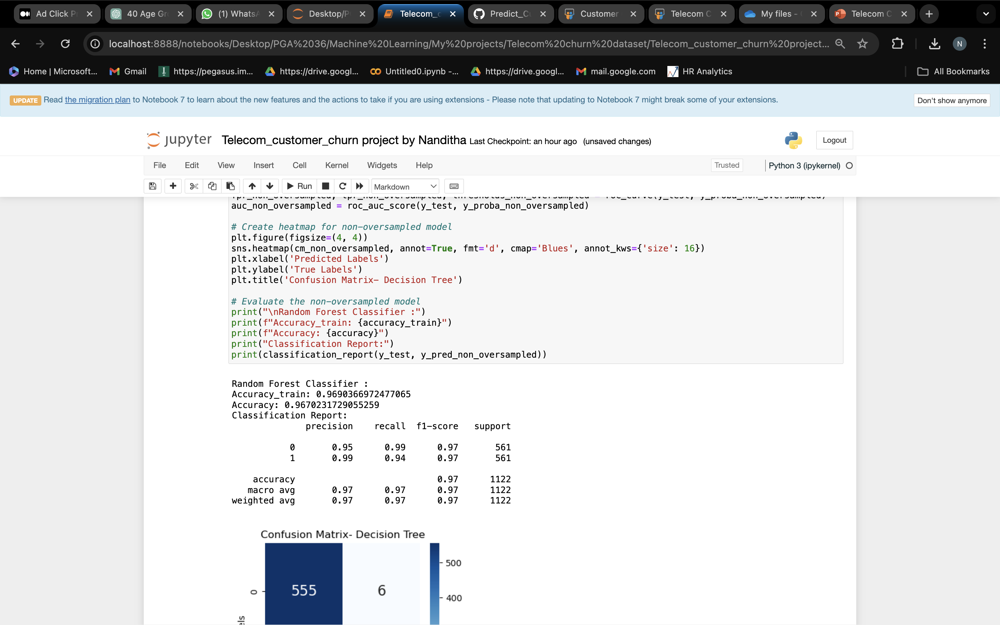 Ad Click P
40 Age Gr
(1) WhatsA
Desktop/P
Telecom_c
Predict_Cu
Customer
Telecom C
My files -
Telecom C
localhost:8888/notebooks/Desktop/PGA%2036/Machine%20Learning/My%20projects/Telecom%20churn%20dataset/Telecom_customer_churn%20project...
N
Home | Microsoft...
Gmail
https://pegasus.im...
https://drive.googl...
Untitled0.ipynb -...
https://drive.googl...
mail.google.com
HR Analytics
All Bookmarks
UPDATE Read the migration plan to Notebook 7 to learn about the new features and the actions to take if you are using extensions - Please note that updating to Notebook 7 might break some of your extensions.
Don't show anymore
jupyter Telecom_customer_churn project by Nanditha Last Checkpoint: an hour ago (unsaved changes)
Logout
File Edit View Insert Cell Kernel Widgets Help
Trusted
Python 3 (ipykernel)
Run
Markdown
fpr_non_oversampled, tpr_non_oversampled, thresholds_non_oversampled = roc_curve(y_test, y_proba_non_oversampled)
auc_non_oversampled = roc_auc_score(y_test, y_proba_non_oversampled)
# Create heatmap for non-oversampled model
plt.figure(figsize=(4, 4))
sns.heatmap(cm_non_oversampled, annot=True, fmt='d', cmap='Blues', annot_kws={'size': 16})
plt.xlabel('Predicted Labels')
plt.ylabel('True Labels')
plt.title('Confusion Matrix- Decision Tree')
# Evaluate the non-oversampled model
print("\nRandom Forest Classifier :")
print(f"Accuracy_train: {accuracy_train}")
print(f"Accuracy: {accuracy}")
print("Classification Report:")
print(classification_report(y_test, y_pred_non_oversampled))
Random Forest Classifier :
Accuracy_train: 0.9690366972477065
Accuracy: 0.9670231729055259
Classification Report:
precision recall f1-score support
0 0.95 0.99 0.97 561
1 0.99 0.94 0.97 561
accuracy 0.97 1122
macro avg 0.97 0.97 0.97 1122
weighted avg 0.97 0.97 0.97 1122
Confusion Matrix- Decision Tree
500
0 555 6
400
els